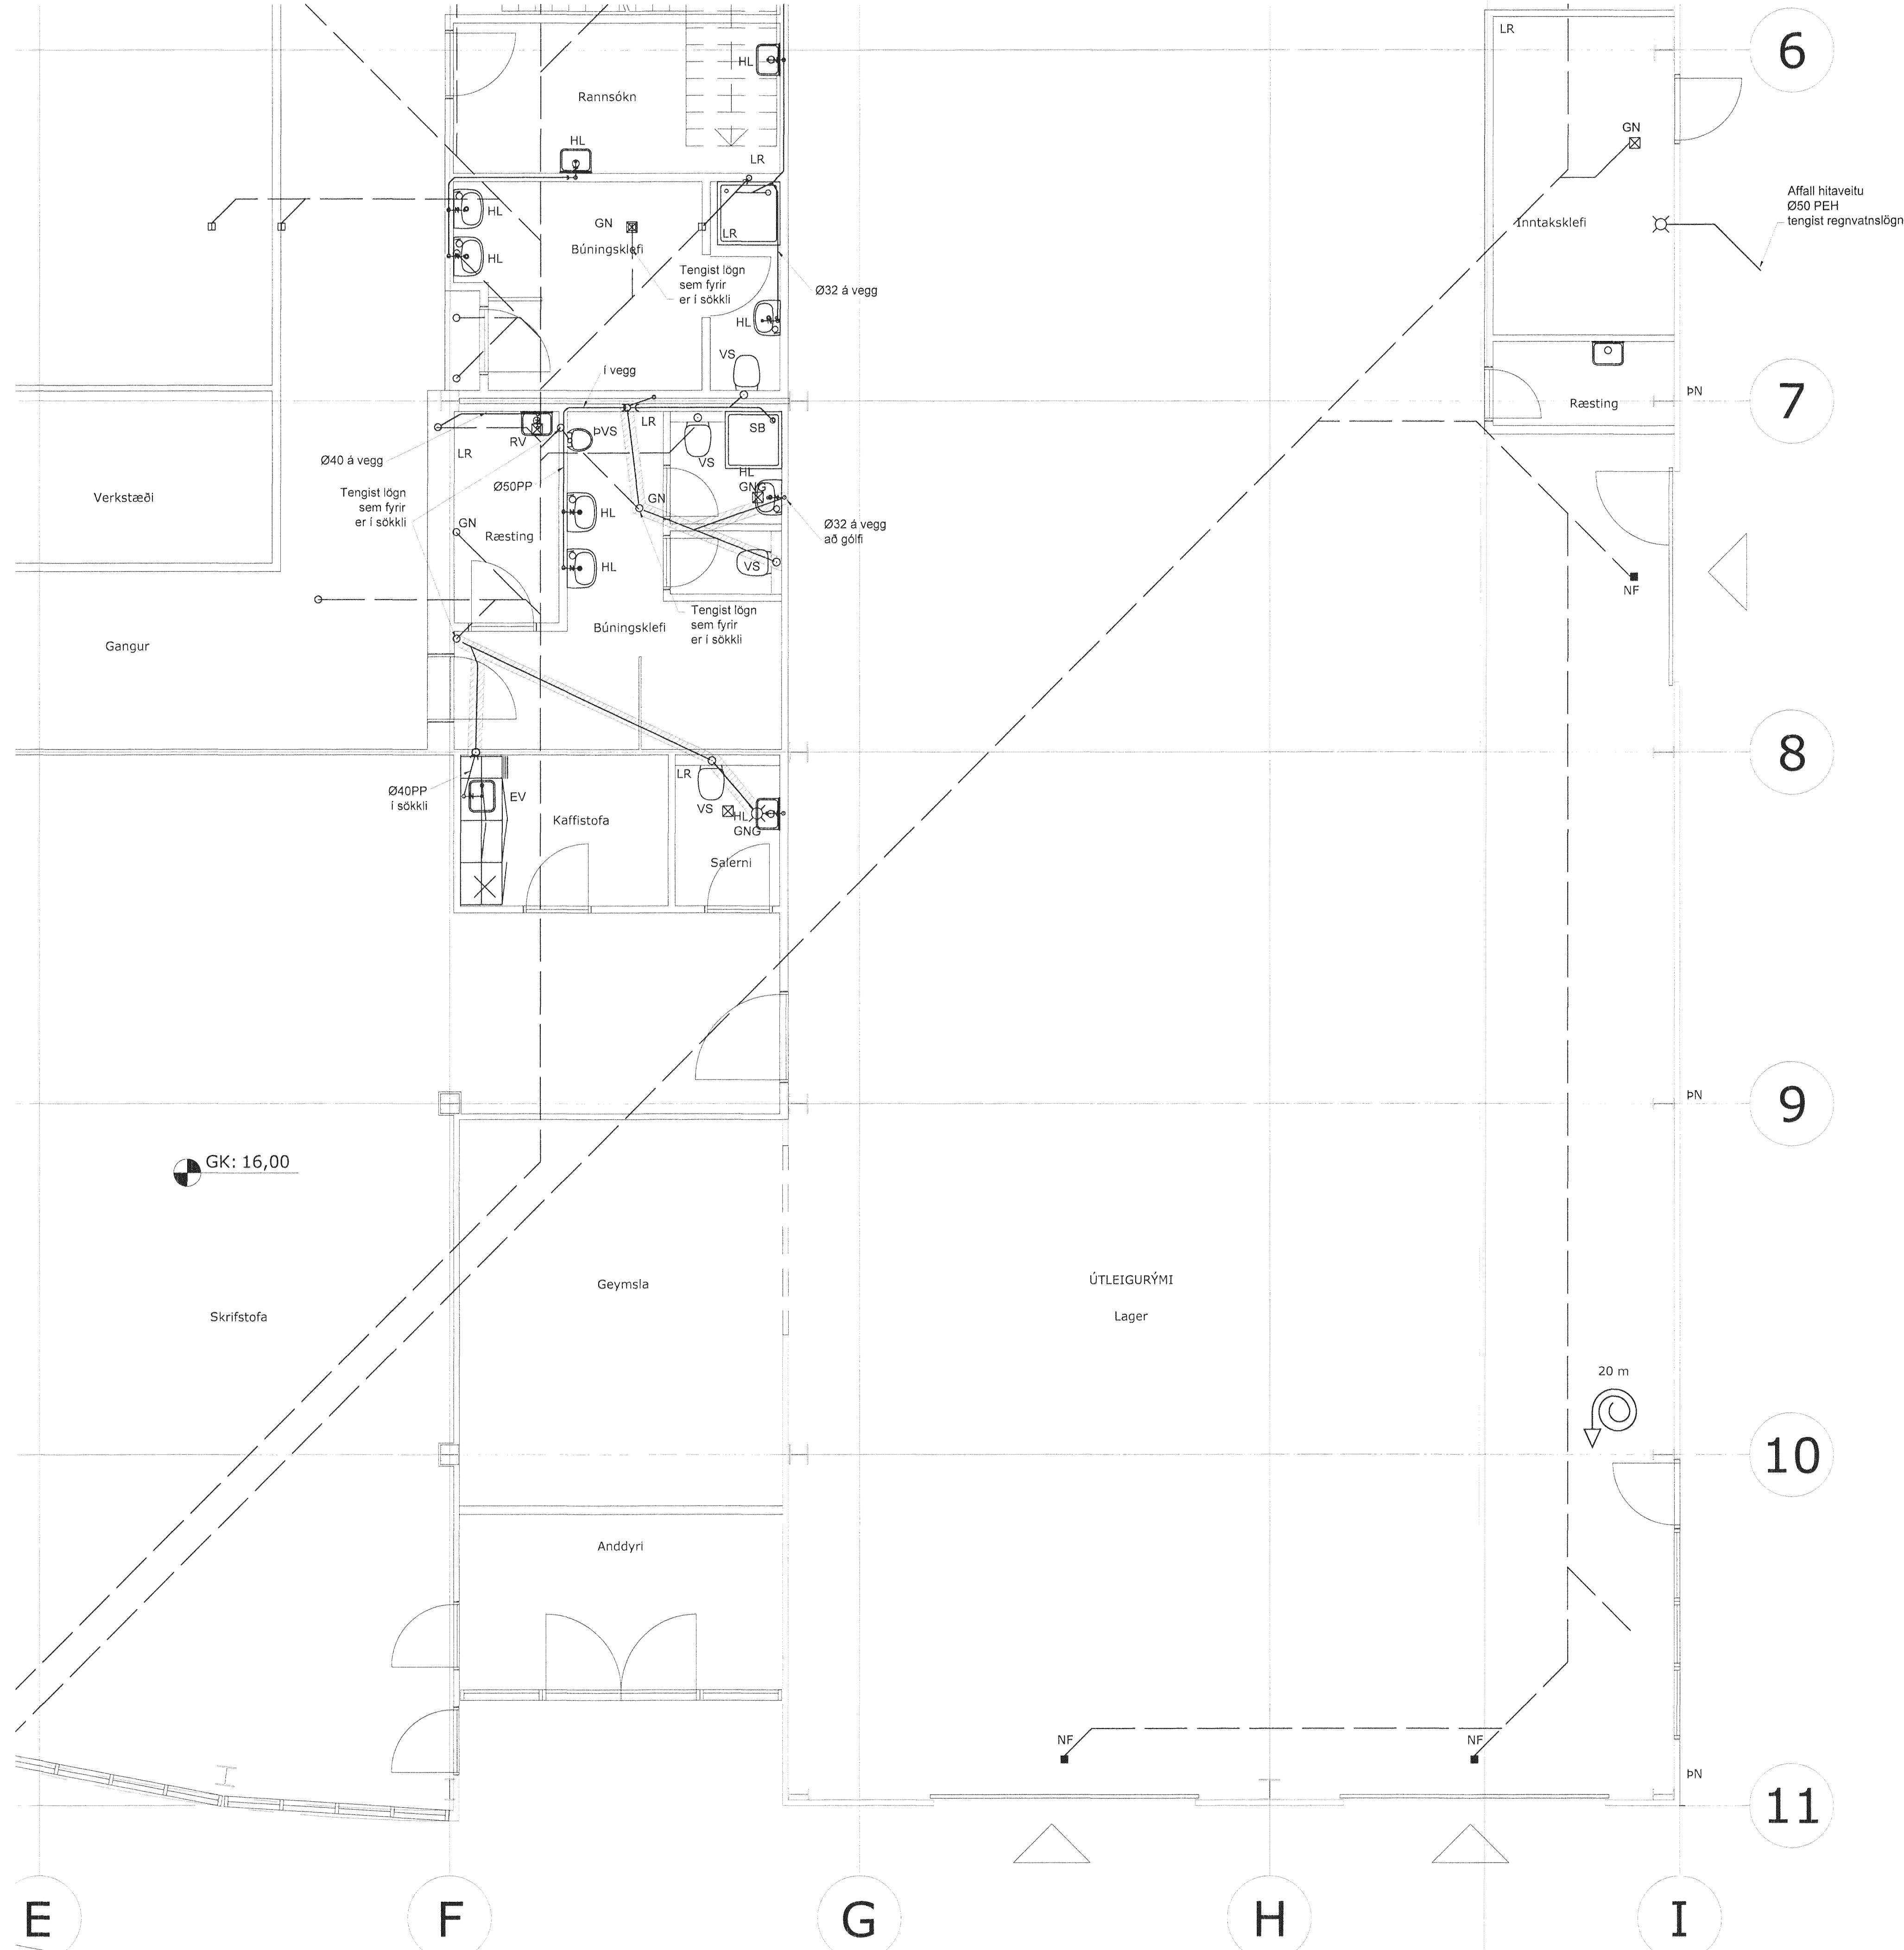 LR
6
HL
Rannsókn
GN
HL
LR
Affall hitaveitu
Ø50 PEH
tengist regnvatnslögn
HL
GN
Inntaksklefi
LR
Búningsklefi
HL
Tengist lögn
sem fyrir
er í sökkli
Ø32 á vegg
HL
VS
í vegg
7
ÞN
Ræsting
LR
SB
ÞVS
RV
LR
VS
Ø40 á vegg
HL
GNG
Ø50PP
Verkstæði
Tengist lögn
sem fyrir
er í sökkli
GN
HL
GN
Ræsting
Ø32 á vegg
að gólfi
HL
VS
NF
Tengist lögn
sem fyrir
er í sökkli
Búningsklefi
Gangur
8
LR
Ø40PP
í sökkli
EV
VS
HL
GNG
Kaffistofa
Salerni
ÞN
9
GK: 16,00
Geymsla
ÚTLEIGURÝMI
Skrifstofa
Lager
20 m
10
Anddyri
NF
NF
ÞN
11
E
F
G
H
I